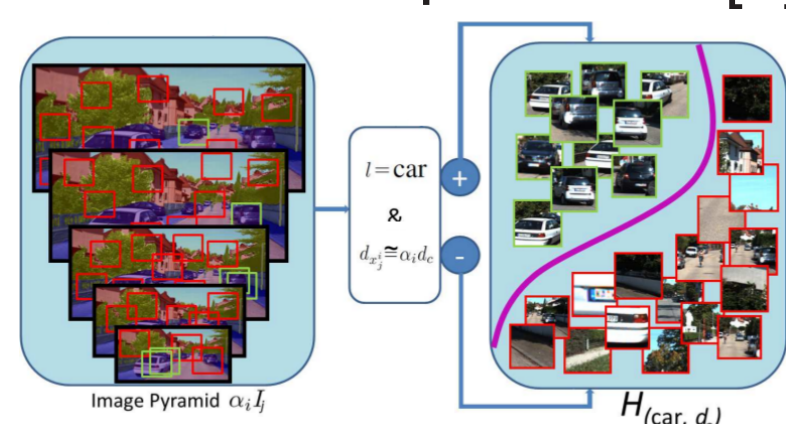 l = car
&
d_{x_j^i} ≅ α_i d_c
+
-
Image Pyramid α_i I_j
H_(car, d_c)